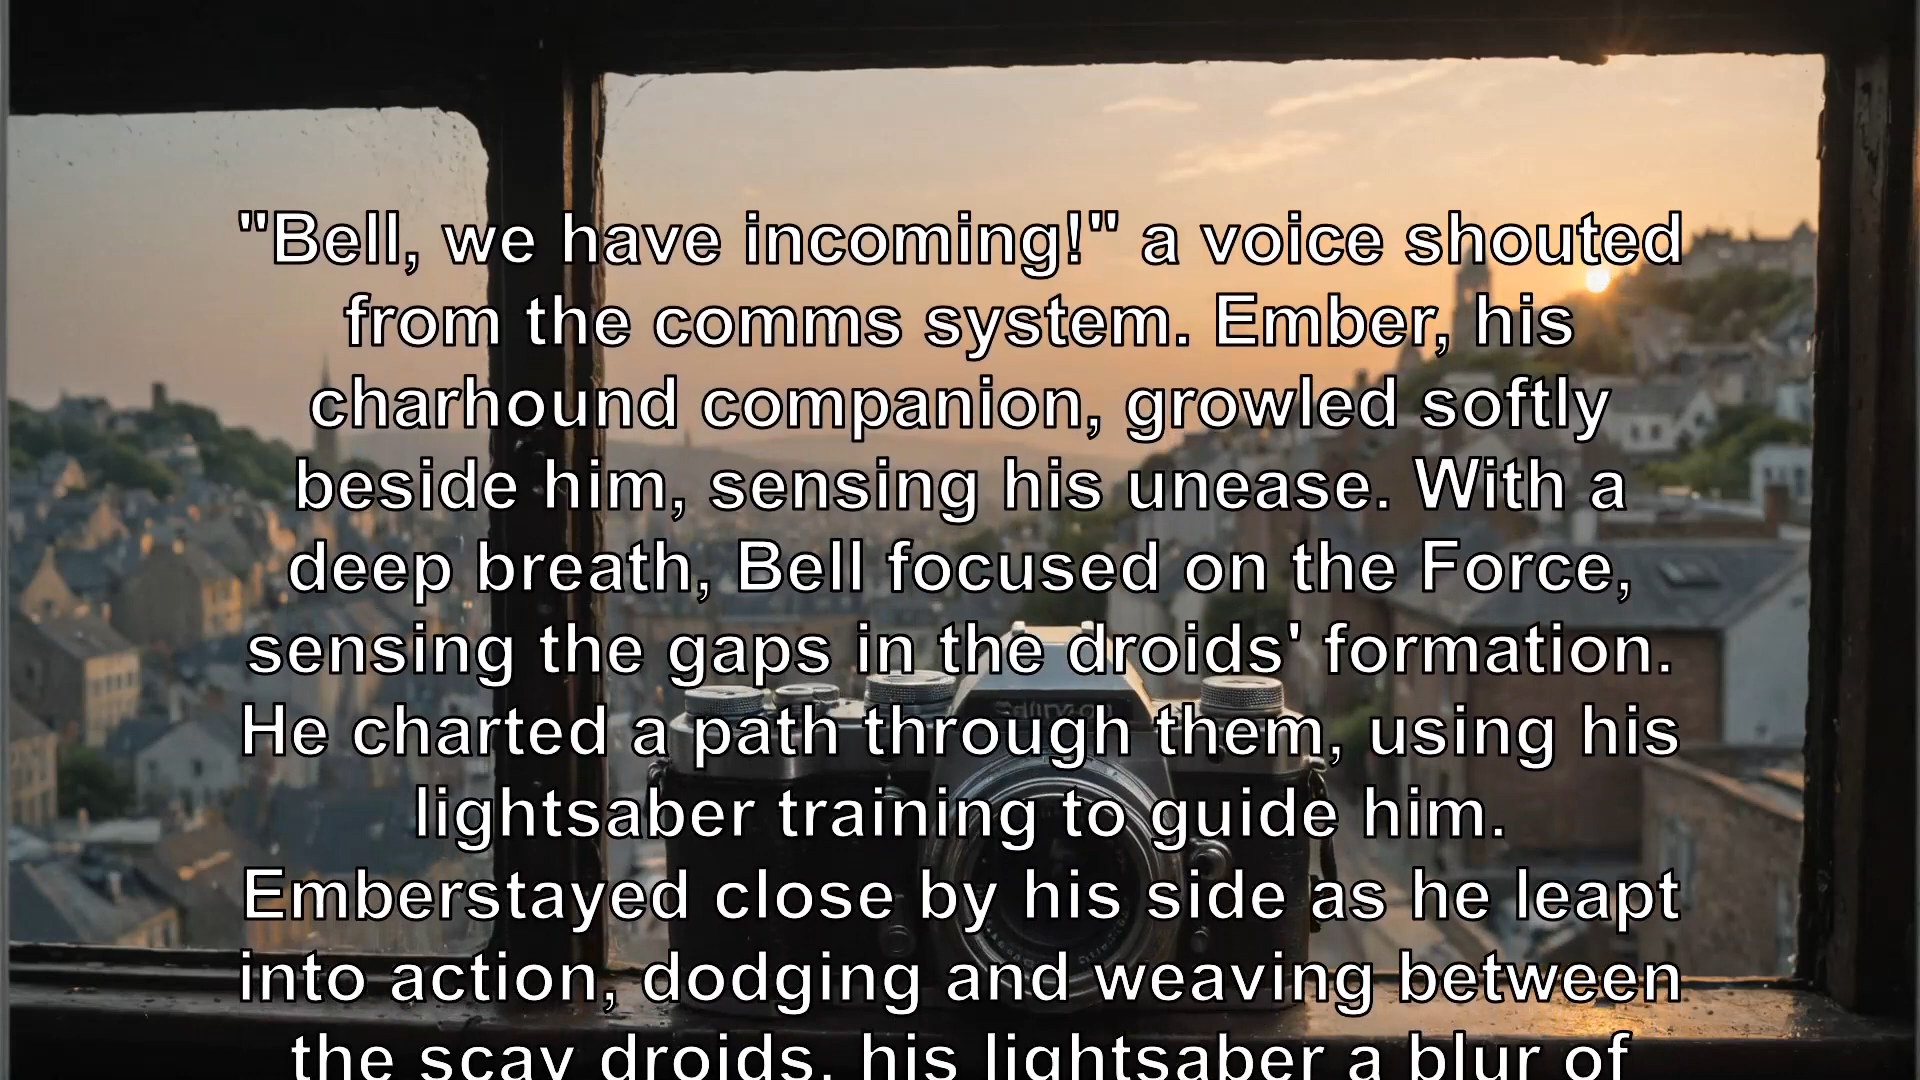 "Bell, we have incoming!" a voice shouted
from the comms system. Ember, his
charhound companion, growled softly
beside him, sensing his unease. With a
deep breath, Bell focused on the Force,
sensing the gaps in the droids' formation.
He charted a path through them, using his
lightsaber training to guide him.
Emberstayed close by his side as he leapt
into action, dodging and weaving between
the scav droids, his lightsaber a blur of